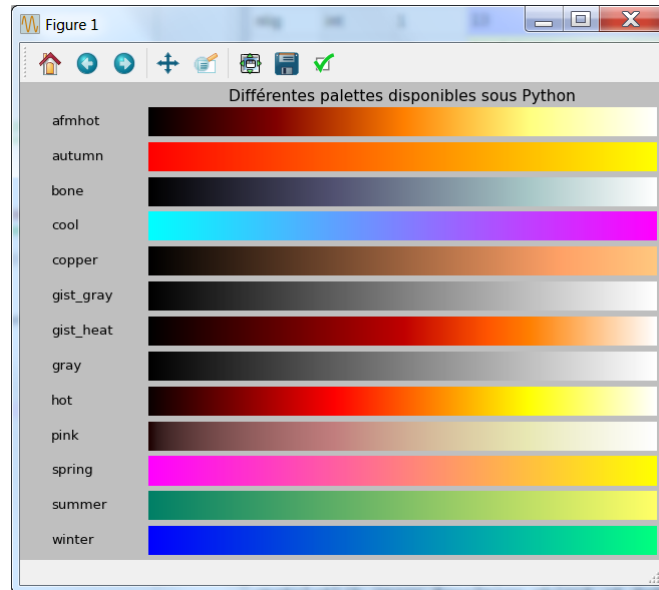 Figure 1
Différentes palettes disponibles sous Python
afmhot
autumn
bone
cool
copper
gist_gray
gist_heat
gray
hot
pink
spring
summer
winter